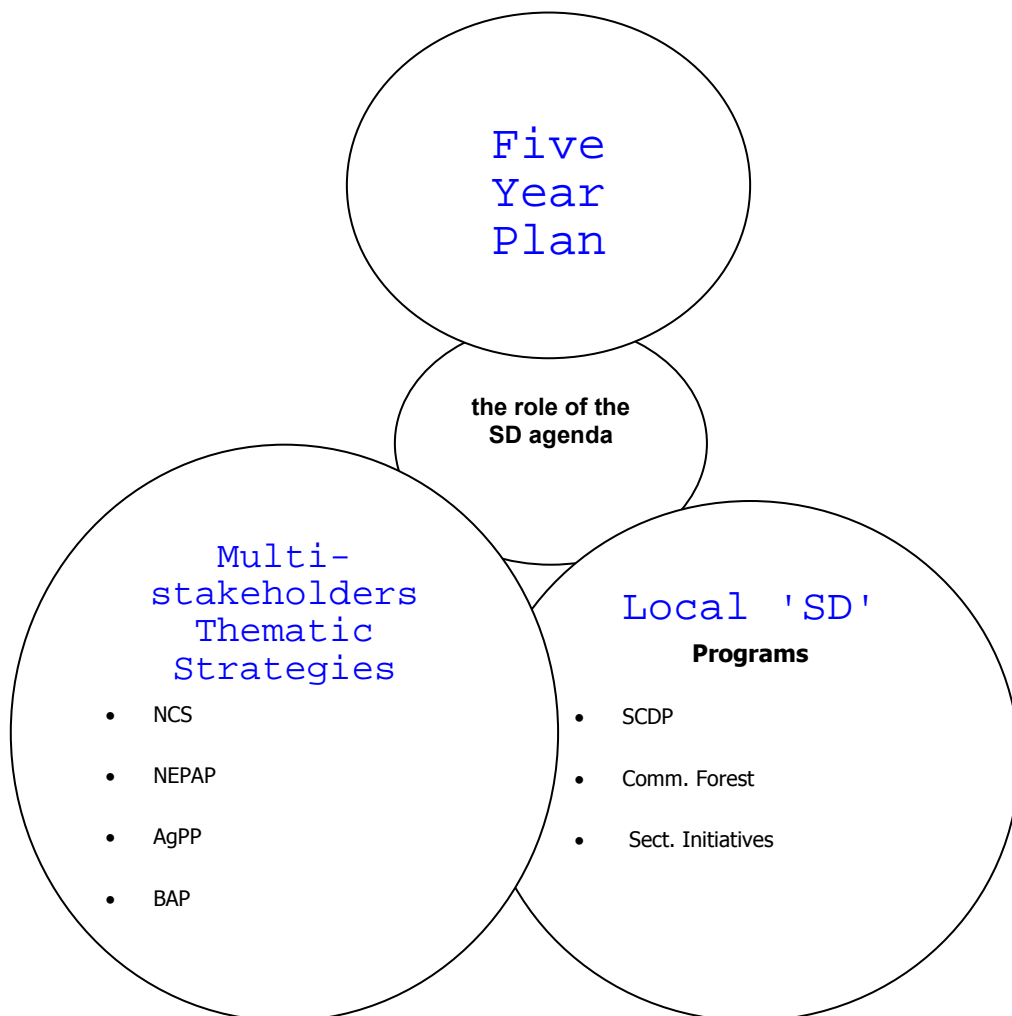 Five
Year
Plan
the role of the
SD agenda
Multi-
stakeholders
Thematic
Strategies
• NCS
• NEPAP
• AgPP
• BAP
Local 'SD'
Programs
• SCDP
• Comm. Forest
• Sect. Initiatives